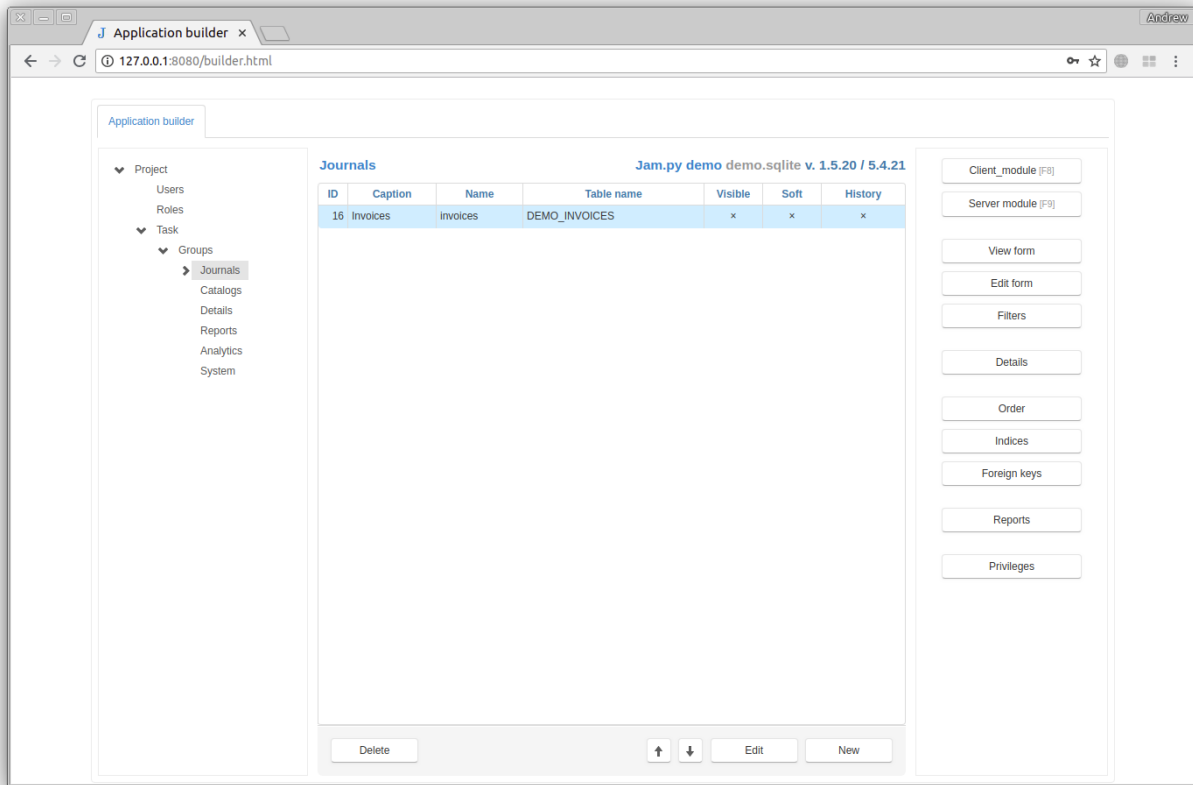 Andrew
J Application builder ×
127.0.0.1:8080/builder.html
Application builder
Project
Users
Roles
Task
Groups
Journals
Catalogs
Details
Reports
Analytics
System
Journals Jam.py demo demo.sqlite v. 1.5.20 / 5.4.21
ID Caption Name Table name Visible Soft History
16 Invoices invoices DEMO_INVOICES × × ×
Delete Edit New
Client_module [F8]
Server module [F9]
View form
Edit form
Filters
Details
Order
Indices
Foreign keys
Reports
Privileges